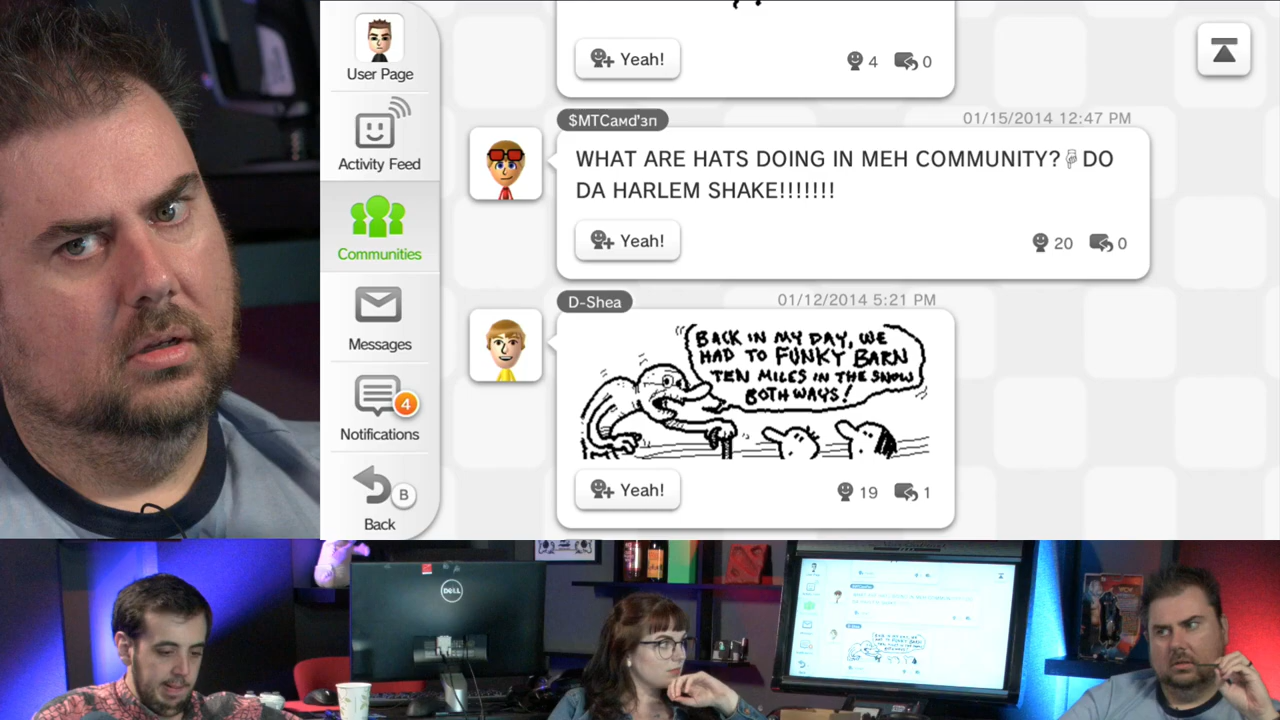 User Page
Activity Feed
Communities
Messages
4
Notifications
B
Back
Yeah!
4
0
$MTCамd'зп
01/15/2014 12:47 PM
WHAT ARE HATS DOING IN MEH COMMUNITY?☟DO
DA HARLEM SHAKE!!!!!!!
Yeah!
20
0
D-Shea
01/12/2014 5:21 PM
BACK IN MY DAY, WE
HAD TO FUNKY BARN
TEN MILES IN THE SNOW
BOTH WAYS!
Yeah!
19
1
DELL